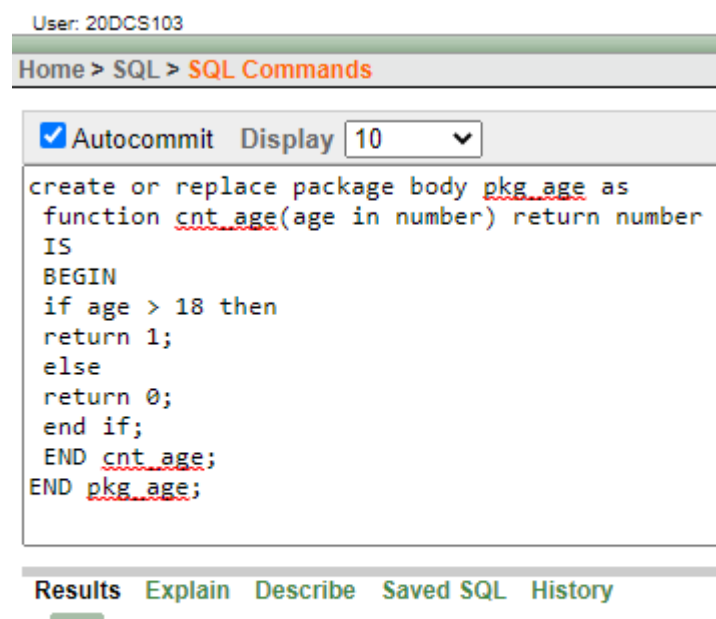 User: 20DCS103
Home > SQL > SQL Commands
Autocommit Display 10
create or replace package body pkg_age as
function cnt_age(age in number) return number
IS
BEGIN
if age > 18 then
return 1;
else
return 0;
end if;
END cnt_age;
END pkg_age;
Results Explain Describe Saved SQL History